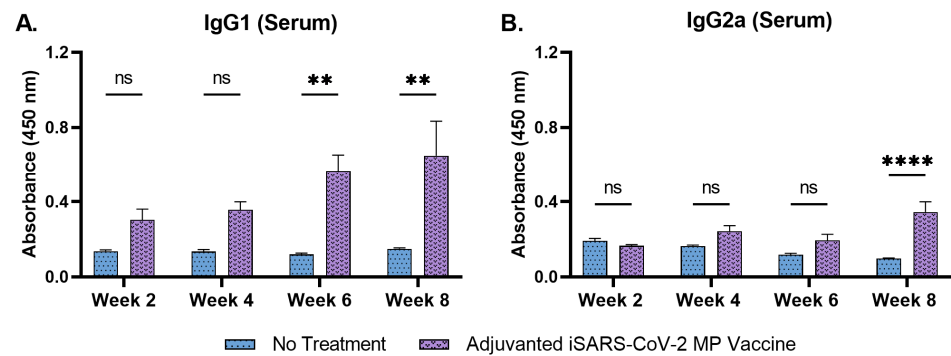 A.
IgG1 (Serum)
Absorbance (450 nm)
1.2
0.8
0.4
0.0
ns
ns
**
**
Week 2
Week 4
Week 6
Week 8
B.
IgG2a (Serum)
Absorbance (450 nm)
1.2
0.8
0.4
0.0
ns
ns
ns
****
Week 2
Week 4
Week 6
Week 8
No Treatment
Adjuvanted iSARS-CoV-2 MP Vaccine